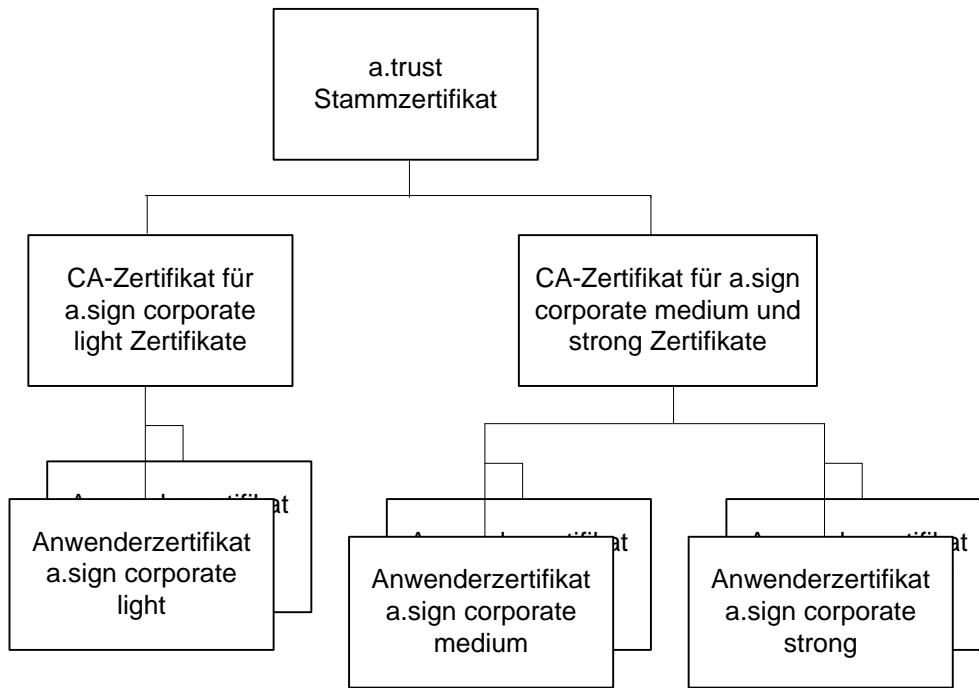 a.trust
Stammzertifikat
CA-Zertifikat für
a.sign corporate
light Zertifikate
CA-Zertifikat für a.sign
corporate medium und
strong Zertifikate
Anwenderzertifikat
a.sign corporate
light
Anwenderzertifikat
a.sign corporate
medium
Anwenderzertifikat
a.sign corporate
strong